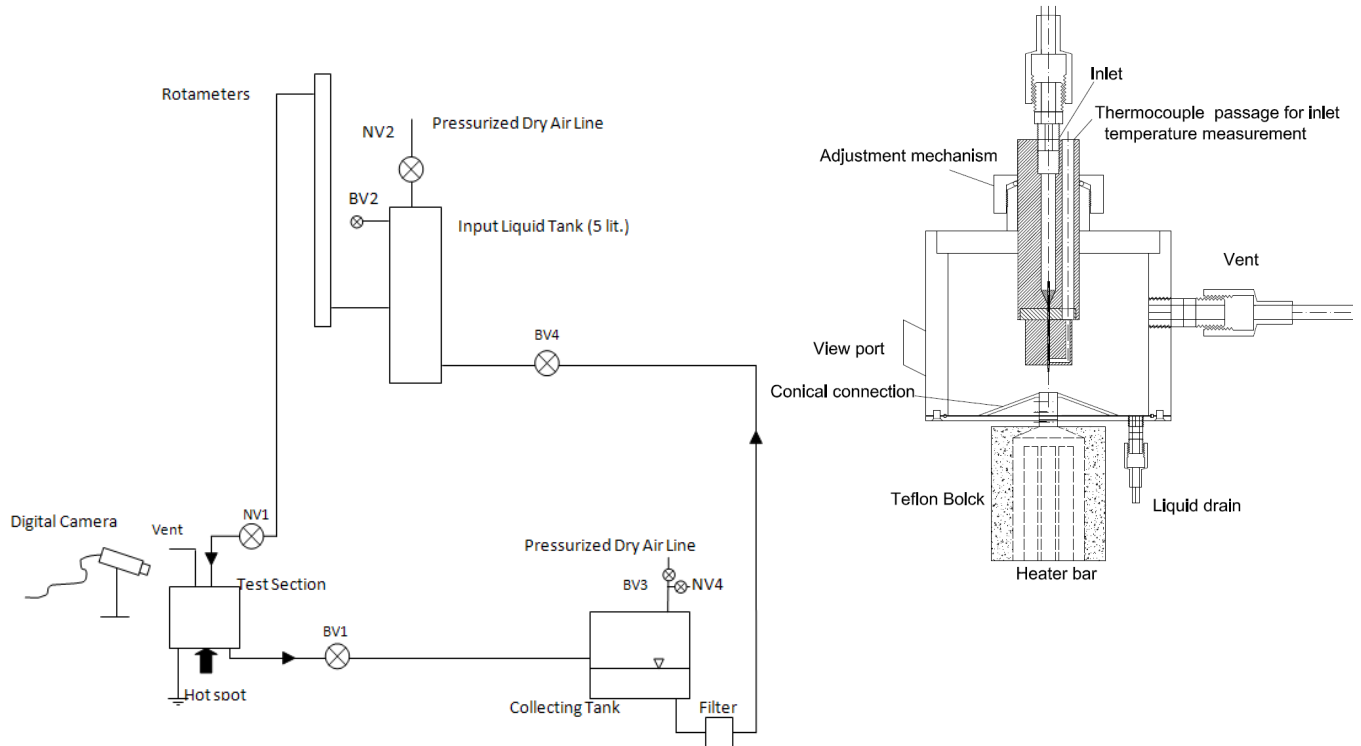 Rotameters
NV2
Pressurized Dry Air Line
BV2
Input Liquid Tank (5 lit.)
BV4
Digital Camera
Vent
NV1
Test Section
Hot spot
BV1
Pressurized Dry Air Line
BV3
NV4
Collecting Tank
Filter
Inlet
Thermocouple passage for inlet
temperature measurement
Adjustment mechanism
Vent
View port
Conical connection
Teflon Bolck
Liquid drain
Heater bar